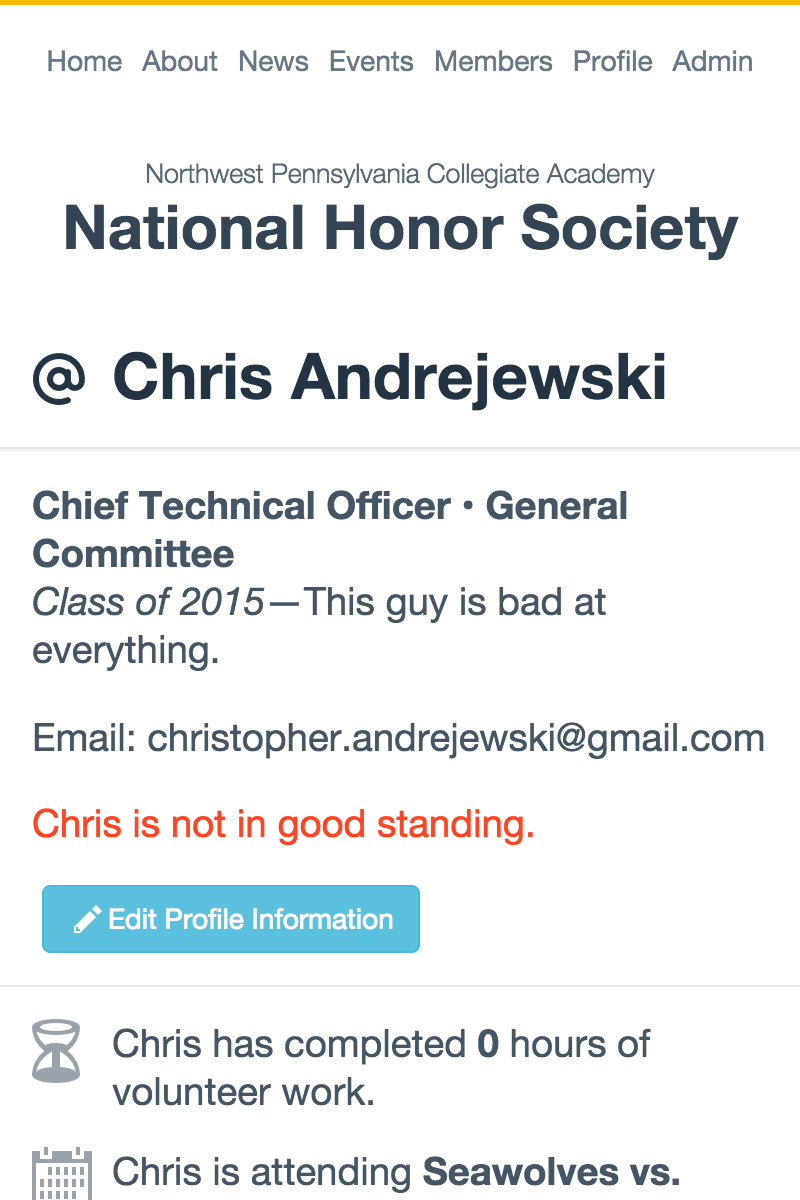 Home About News Events Members Profile Admin
Northwest Pennsylvania Collegiate Academy
National Honor Society
@ Chris Andrejewski
Chief Technical Officer • General
Committee
Class of 2015—This guy is bad at
everything.
Email: christopher.andrejewski@gmail.com
Chris is not in good standing.
Edit Profile Information
Chris has completed 0 hours of
volunteer work.
Chris is attending Seawolves vs.